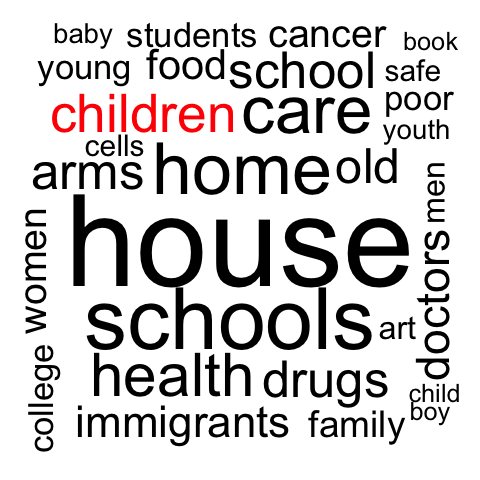 baby students cancer book
young food school safe
children care poor
cells youth
arms home old
men
house
women
schools art doctors
health drugs child
college immigrants family boy